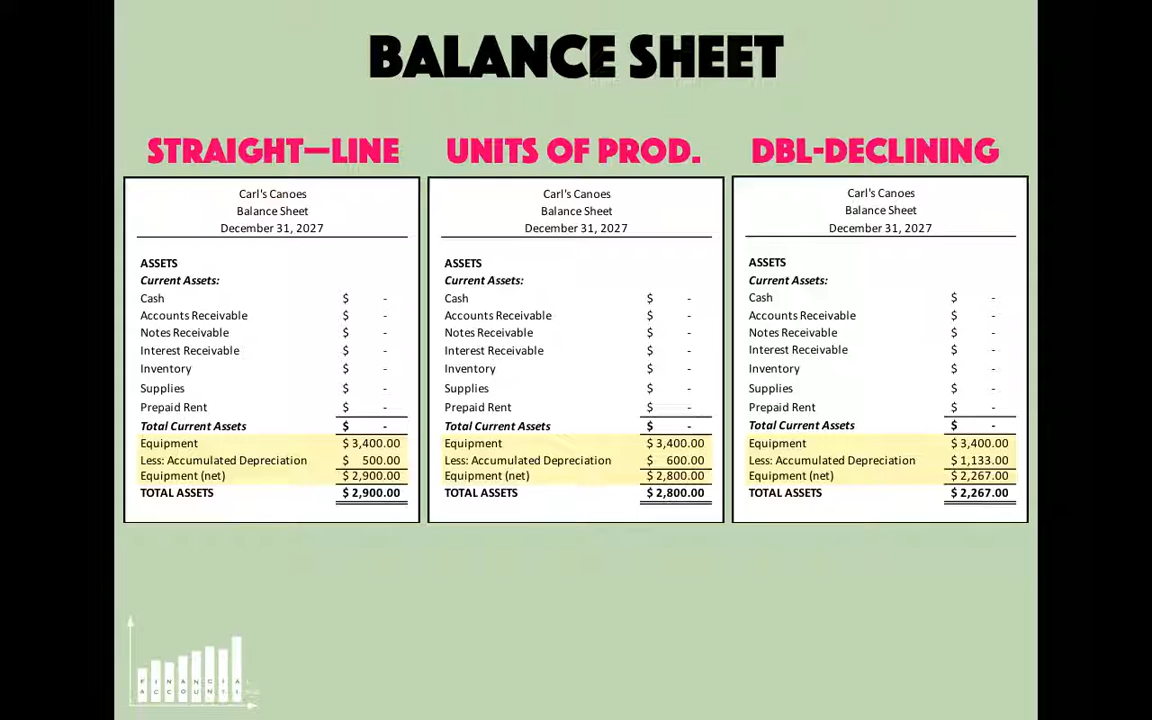 BALANCE SHEET
STRAIGHT—LINE
Carl's Canoes
Balance Sheet
December 31, 2027
ASSETS
Current Assets:
Cash $ -
Accounts Receivable $ -
Notes Receivable $ -
Interest Receivable $ -
Inventory $ -
Supplies $ -
Prepaid Rent $ -
Total Current Assets $ -
Equipment $ 3,400.00
Less: Accumulated Depreciation $ 500.00
Equipment (net) $ 2,900.00
TOTAL ASSETS $ 2,900.00
UNITS OF PROD.
Carl's Canoes
Balance Sheet
December 31, 2027
ASSETS
Current Assets:
Cash $ -
Accounts Receivable $ -
Notes Receivable $ -
Interest Receivable $ -
Inventory $ -
Supplies $ -
Prepaid Rent $ -
Total Current Assets $ -
Equipment $ 3,400.00
Less: Accumulated Depreciation $ 600.00
Equipment (net) $ 2,800.00
TOTAL ASSETS $ 2,800.00
DBL-DECLINING
Carl's Canoes
Balance Sheet
December 31, 2027
ASSETS
Current Assets:
Cash $ -
Accounts Receivable $ -
Notes Receivable $ -
Interest Receivable $ -
Inventory $ -
Supplies $ -
Prepaid Rent $ -
Total Current Assets $ -
Equipment $ 3,400.00
Less: Accumulated Depreciation $ 1,133.00
Equipment (net) $ 2,267.00
TOTAL ASSETS $ 2,267.00